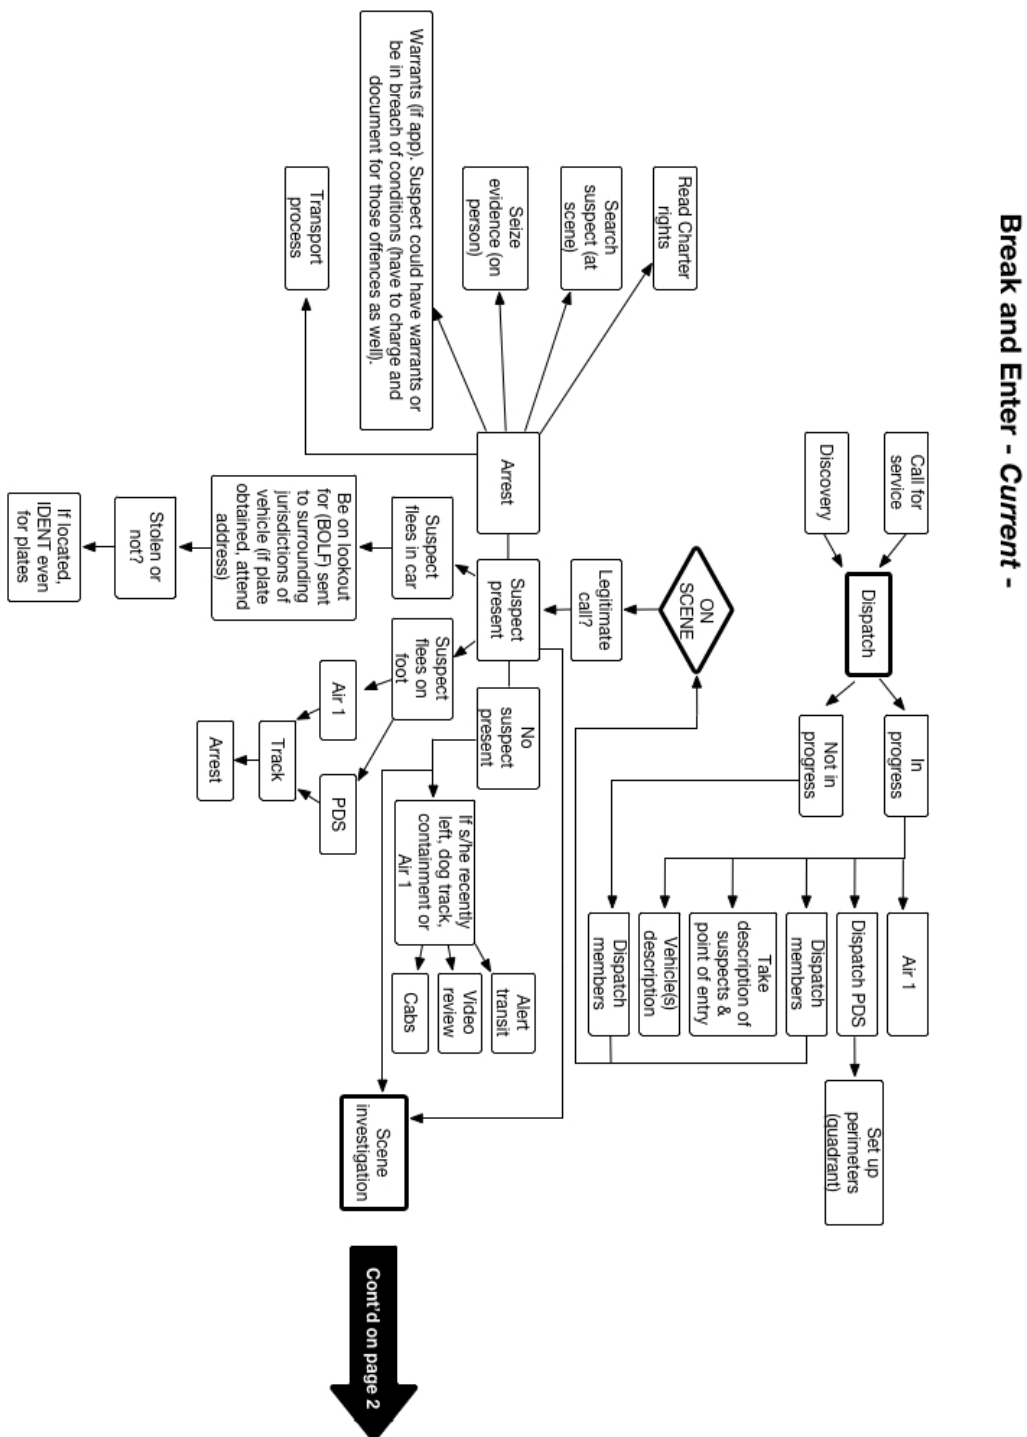 Break and Enter - Current -
Call for
service
Discovery
Dispatch
In
progress
Not in
progress
Air 1
Dispatch PDS
Dispatch
members
Take
description of
suspects &
point of entry
Vehicle(s)
description
Dispatch
members
Set up
perimeters
(quadrant)
ON
SCENE
Legitimate
call?
Read Charter
rights
Search
suspect (at
scene)
Seize
evidence (on
person)
Warrants (if app). Suspect could have warrants or
be in breach of conditions (have to charge and
document for those offences as well).
Transport
process
Arrest
Suspect
present
No
suspect
present
Suspect
flees in car
Be on lookout
for (BOLF) sent
to surrounding
jurisdictions of
vehicle (if plate
obtained, attend
address)
Stolen or
not?
If located,
IDENT even
for plates
Suspect
flees on
foot
Air 1
PDS
Track
Arrest
If s/he recently
left, dog track,
containment or
Air 1
Alert
transit
Video
review
Cabs
Scene
investigation
Cont'd on page 2